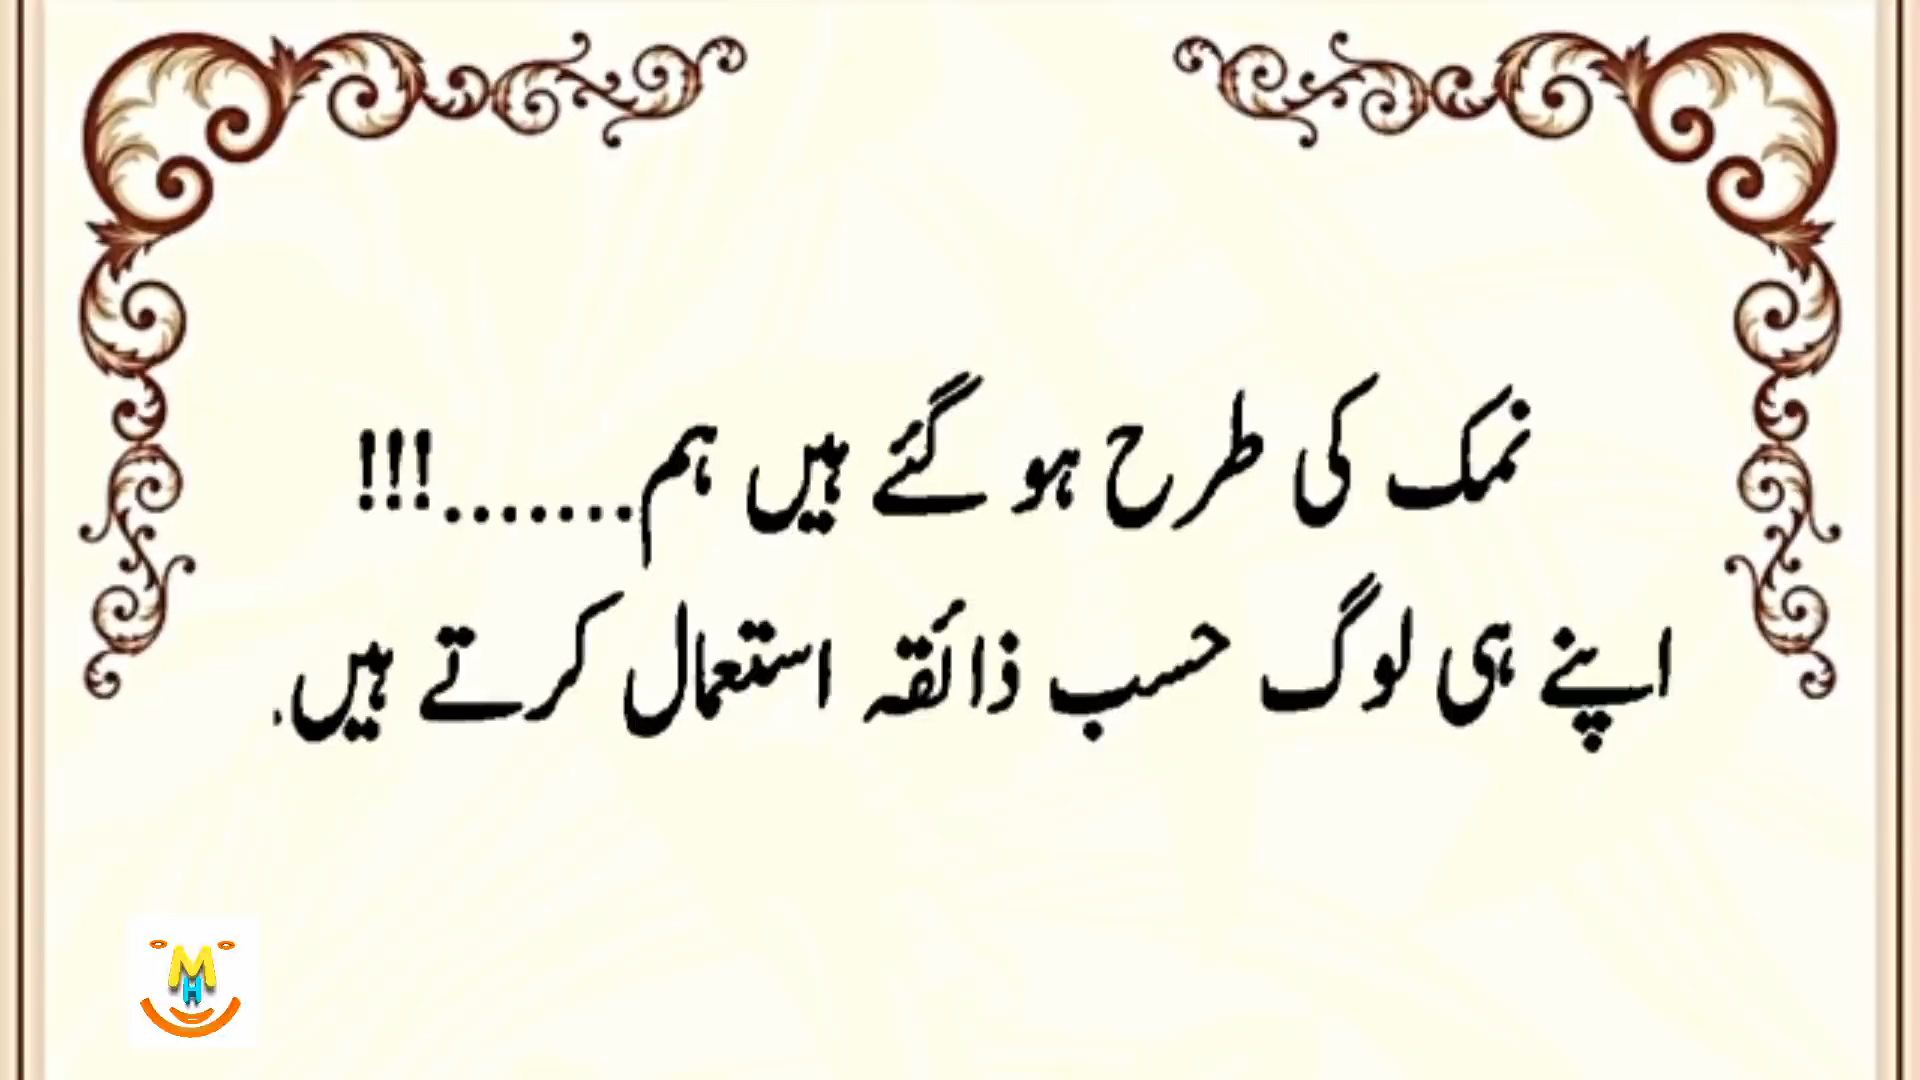 نمک کی طرح ہو گئے ہیں ہم.......!!!
اپنے ہی لوگ حسب ذائقہ استعمال کرتے ہیں.
M
H